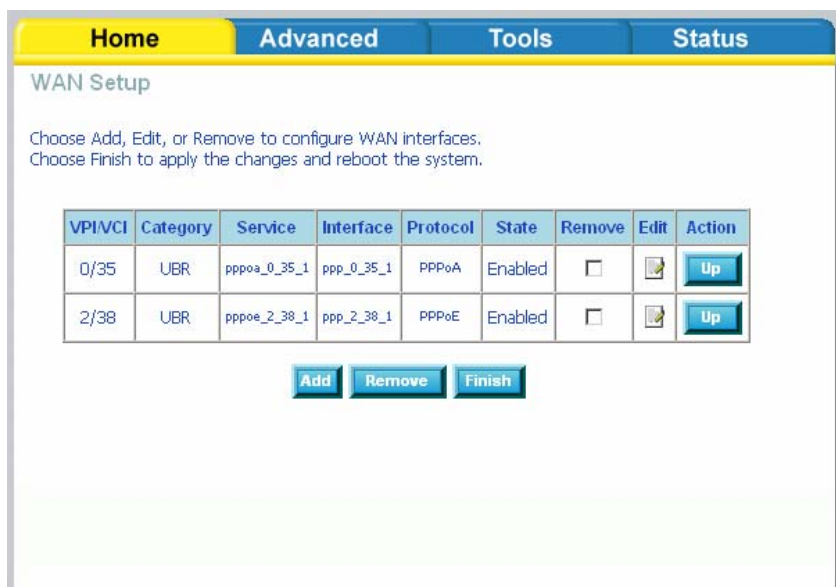 Home Advanced Tools Status
WAN Setup
Choose Add, Edit, or Remove to configure WAN interfaces.
Choose Finish to apply the changes and reboot the system.
VPI/VCI Category Service Interface Protocol State Remove Edit Action
0/35 UBR pppoa_0_35_1 ppp_0_35_1 PPPoA Enabled Up
2/38 UBR pppoe_2_38_1 ppp_2_38_1 PPPoE Enabled Up
Add Remove Finish